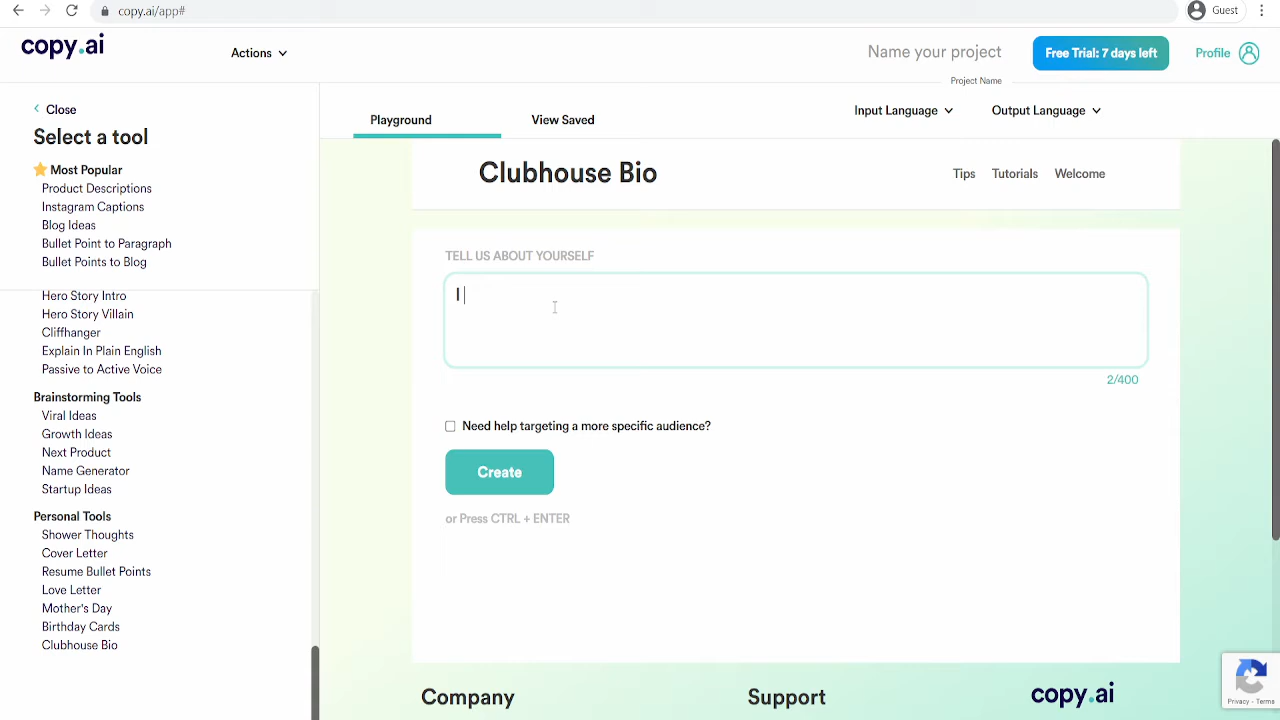 copy.ai/app#
Guest
copy.ai
Actions
Name your project
Project Name
Free Trial: 7 days left
Profile
Close
Select a tool
Most Popular
Product Descriptions
Instagram Captions
Blog Ideas
Bullet Point to Paragraph
Bullet Points to Blog
Hero Story Intro
Hero Story Villain
Cliffhanger
Explain In Plain English
Passive to Active Voice
Brainstorming Tools
Viral Ideas
Growth Ideas
Next Product
Name Generator
Startup Ideas
Personal Tools
Shower Thoughts
Cover Letter
Resume Bullet Points
Love Letter
Mother's Day
Birthday Cards
Clubhouse Bio
Playground
View Saved
Input Language
Output Language
Clubhouse Bio
Tips
Tutorials
Welcome
TELL US ABOUT YOURSELF
I
2/400
Need help targeting a more specific audience?
Create
or Press CTRL + ENTER
Company
Support
copy.ai
Privacy - Terms